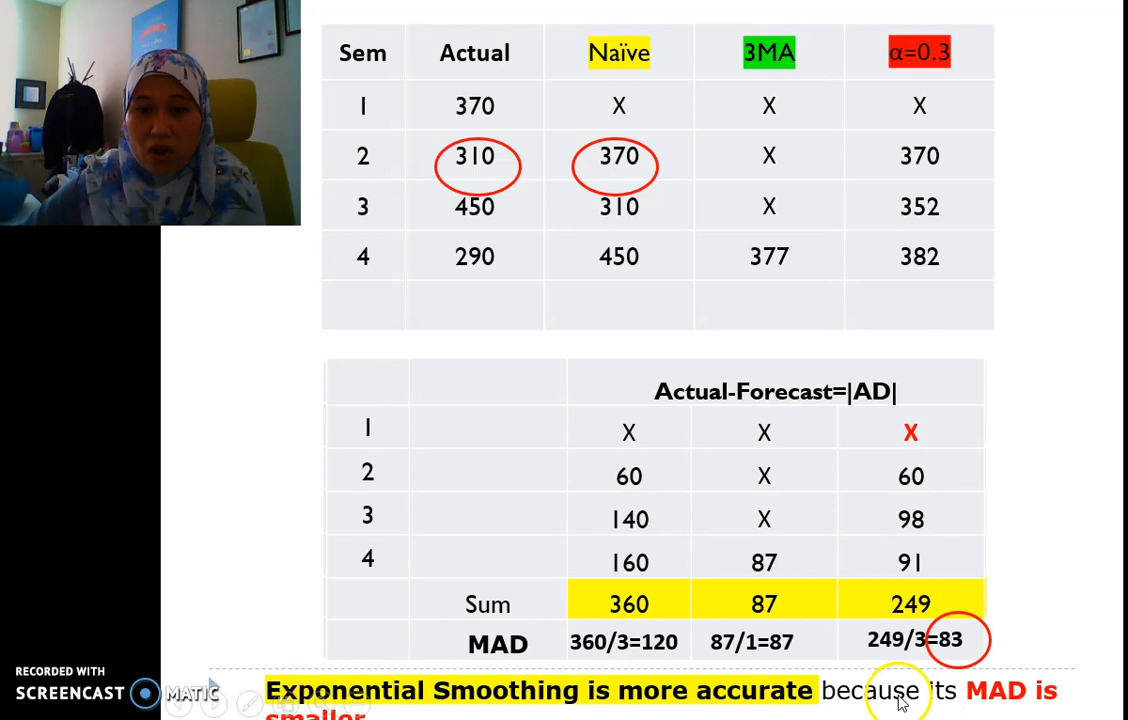 Sem Actual Naïve 3MA α=0.3
1 370 X X X
2 310 370 X 370
3 450 310 X 352
4 290 450 377 382
Actual-Forecast=|AD|
1 X X X
2 60 X 60
3 140 X 98
4 160 87 91
Sum 360 87 249
MAD 360/3=120 87/1=87 249/3=83
RECORDED WITH
SCREENCAST MATIC
Exponential Smoothing is more accurate because its MAD is
smaller